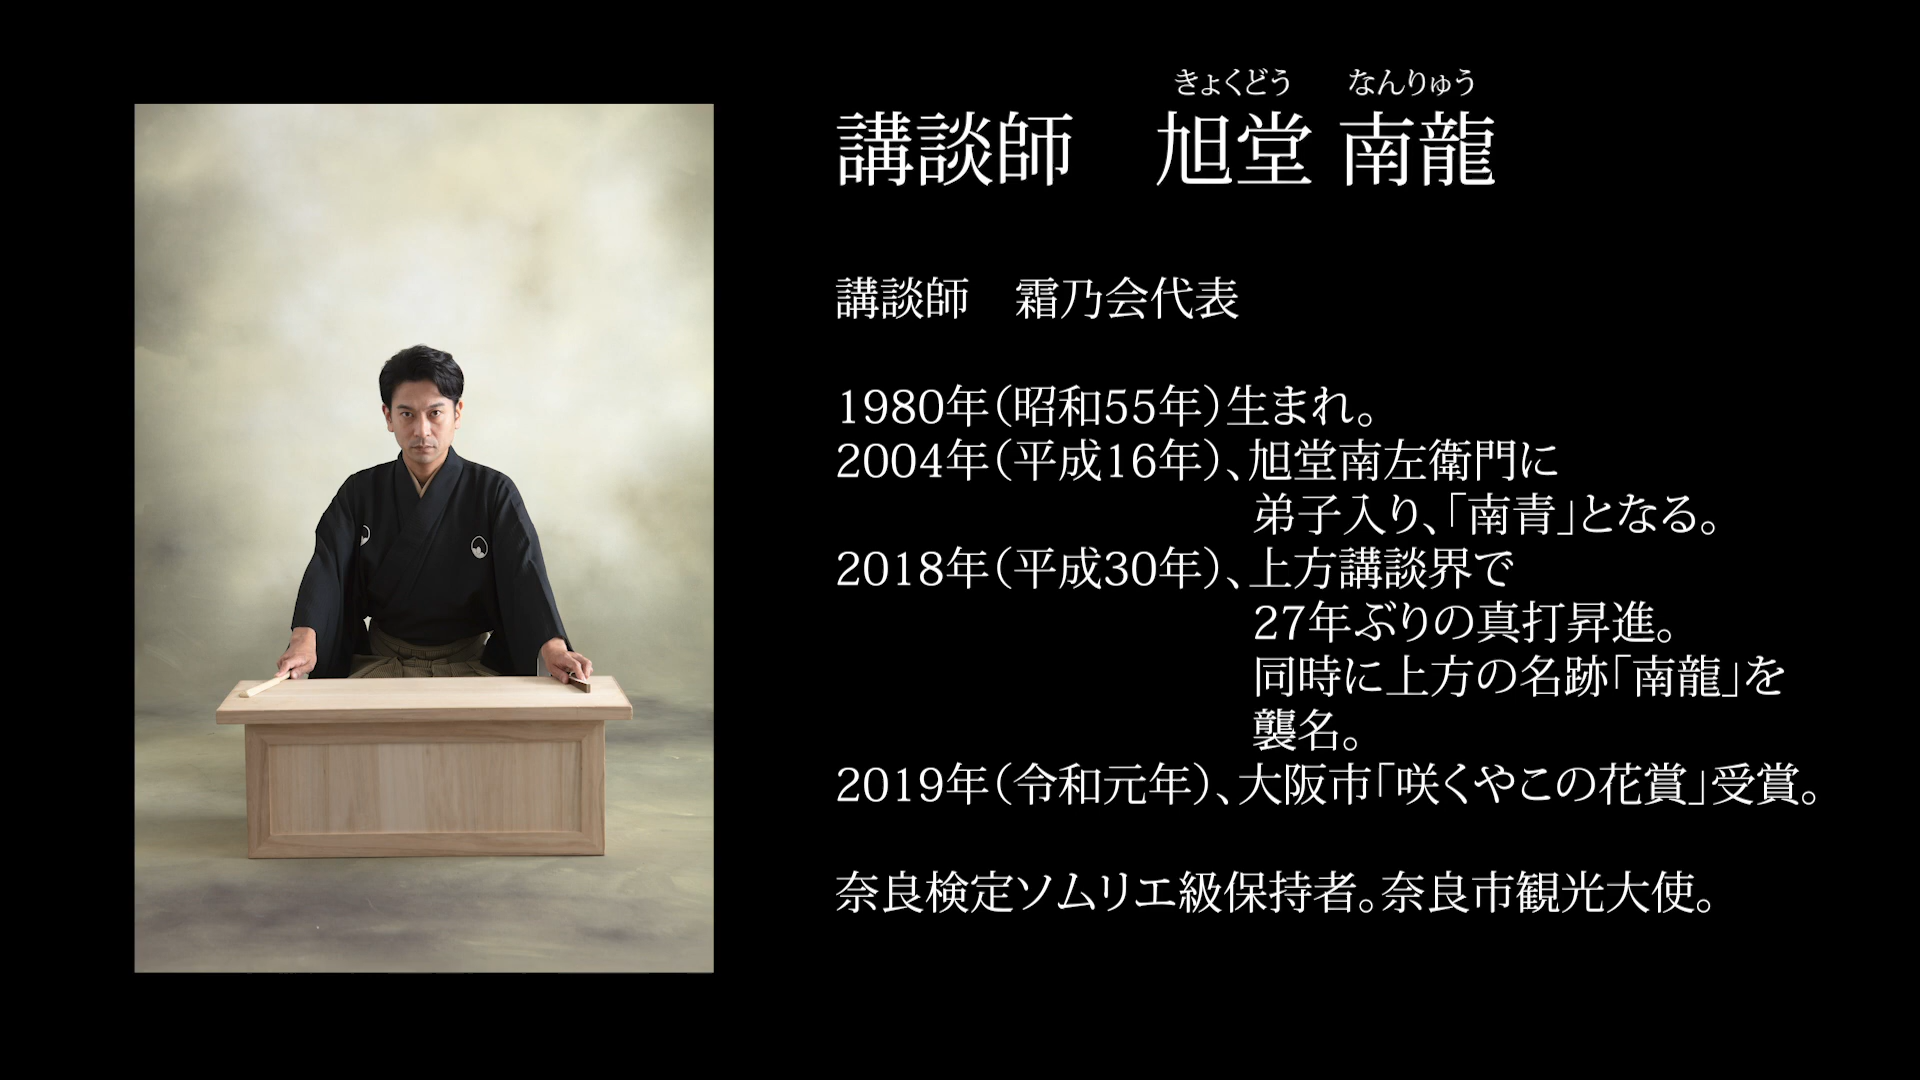 きょくどう なんりゅう
講談師　旭堂 南龍
講談師　霜乃会代表
1980年（昭和55年）生まれ。
2004年（平成16年）、旭堂南左衛門に
弟子入り、「南青」となる。
2018年（平成30年）、上方講談界で
27年ぶりの真打昇進。
同時に上方の名跡「南龍」を
襲名。
2019年（令和元年）、大阪市「咲くやこの花賞」受賞。
奈良検定ソムリエ級保持者。奈良市観光大使。